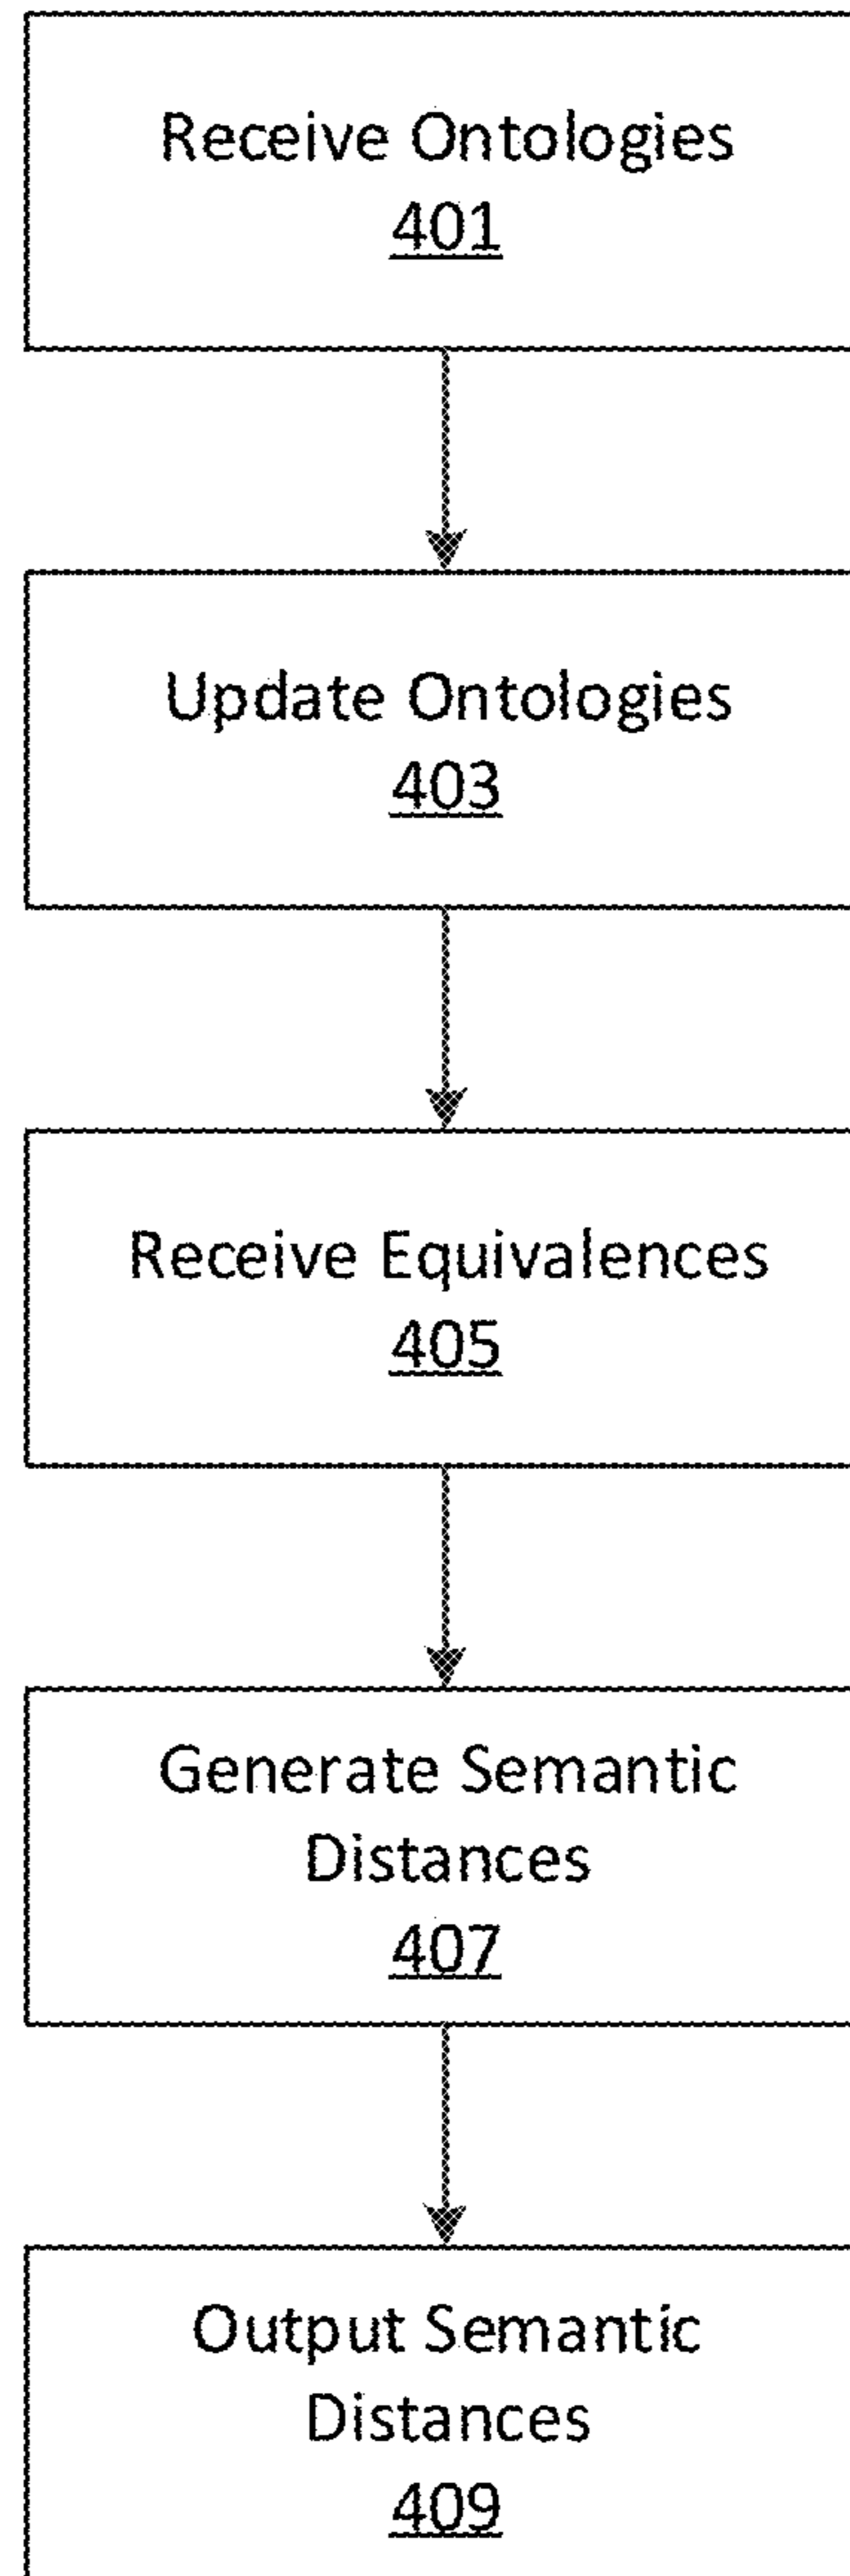 Receive Ontologies
401
Update Ontologies
403
Receive Equivalences
405
Generate Semantic
Distances
407
Output Semantic
Distances
409